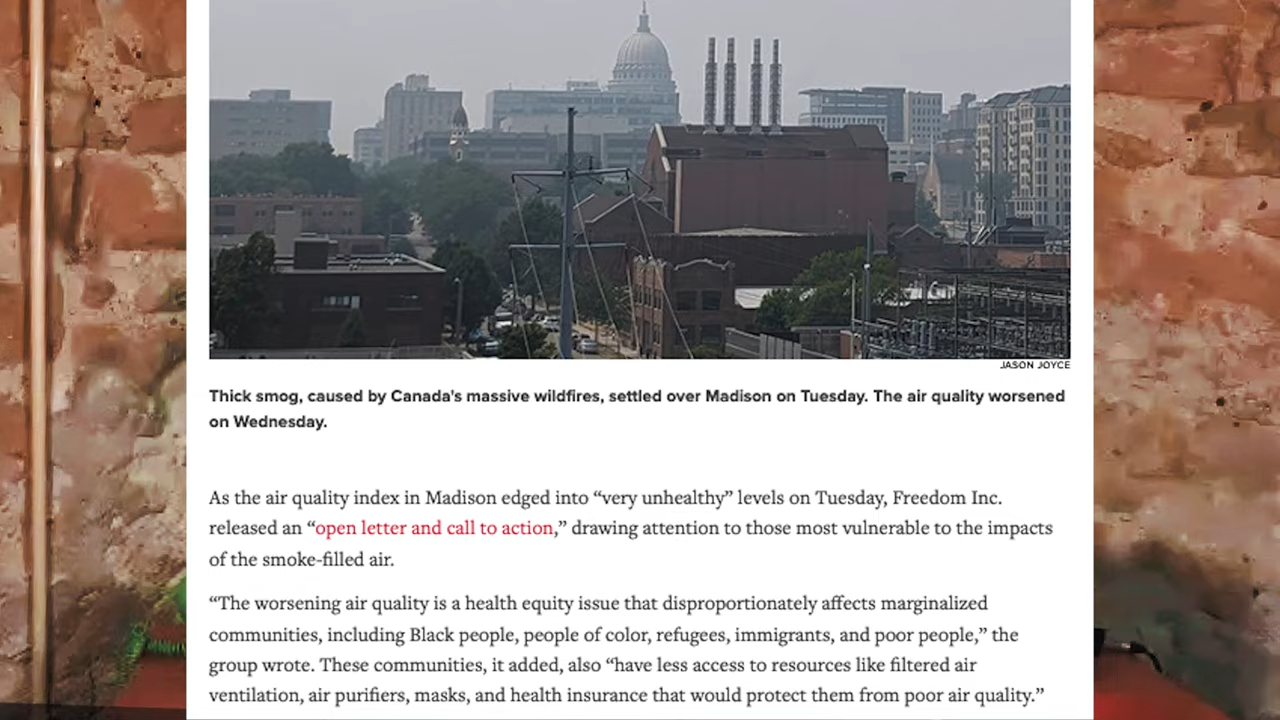 JASON JOYCE
Thick smog, caused by Canada's massive wildfires, settled over Madison on Tuesday. The air quality worsened
on Wednesday.
As the air quality index in Madison edged into “very unhealthy” levels on Tuesday, Freedom Inc.
released an “open letter and call to action,” drawing attention to those most vulnerable to the impacts
of the smoke-filled air.
“The worsening air quality is a health equity issue that disproportionately affects marginalized
communities, including Black people, people of color, refugees, immigrants, and poor people,” the
group wrote. These communities, it added, also “have less access to resources like filtered air
ventilation, air purifiers, masks, and health insurance that would protect them from poor air quality.”